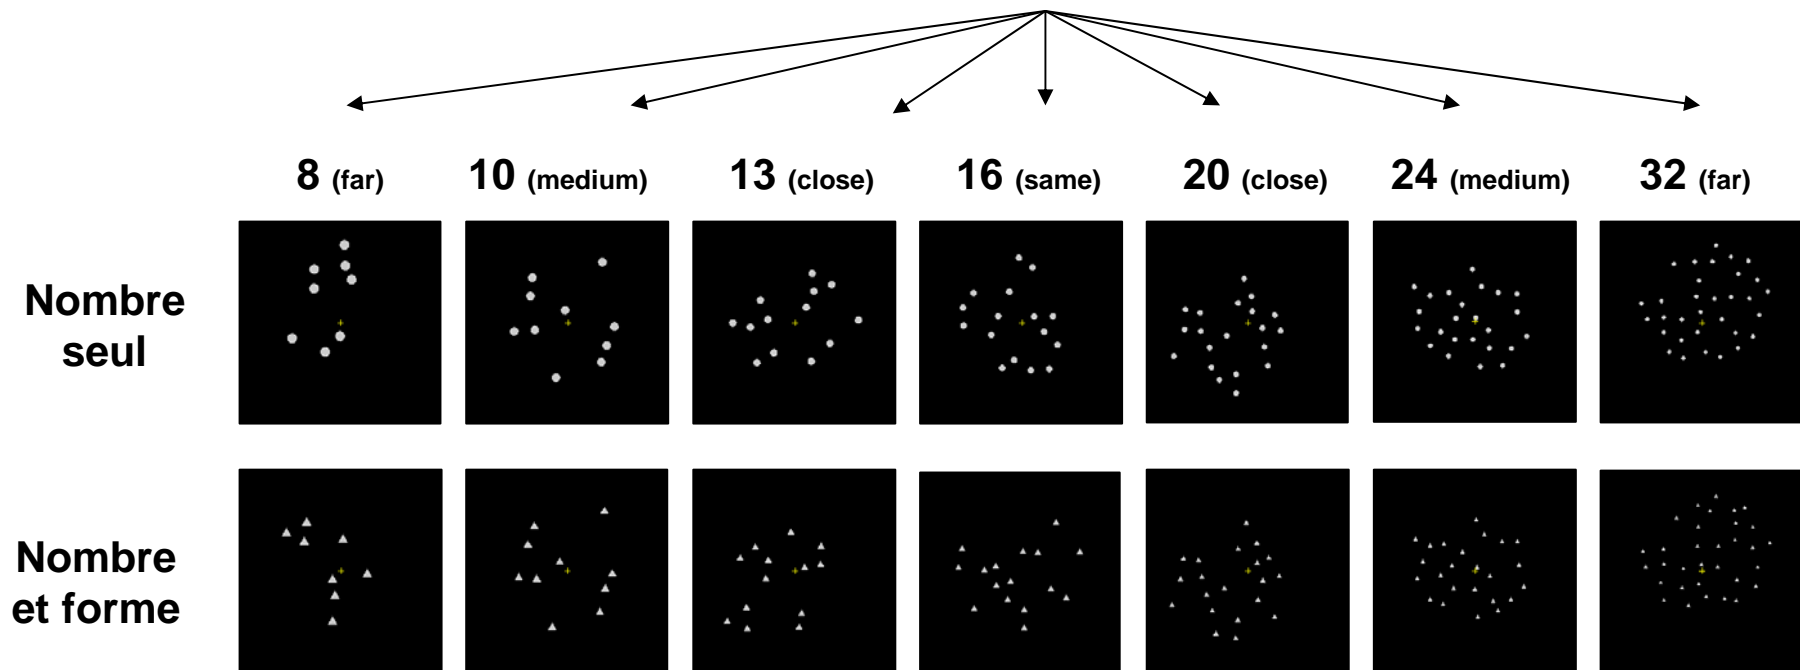 8 (far) 10 (medium) 13 (close) 16 (same) 20 (close) 24 (medium) 32 (far)
Nombre
seul
Nombre
et forme